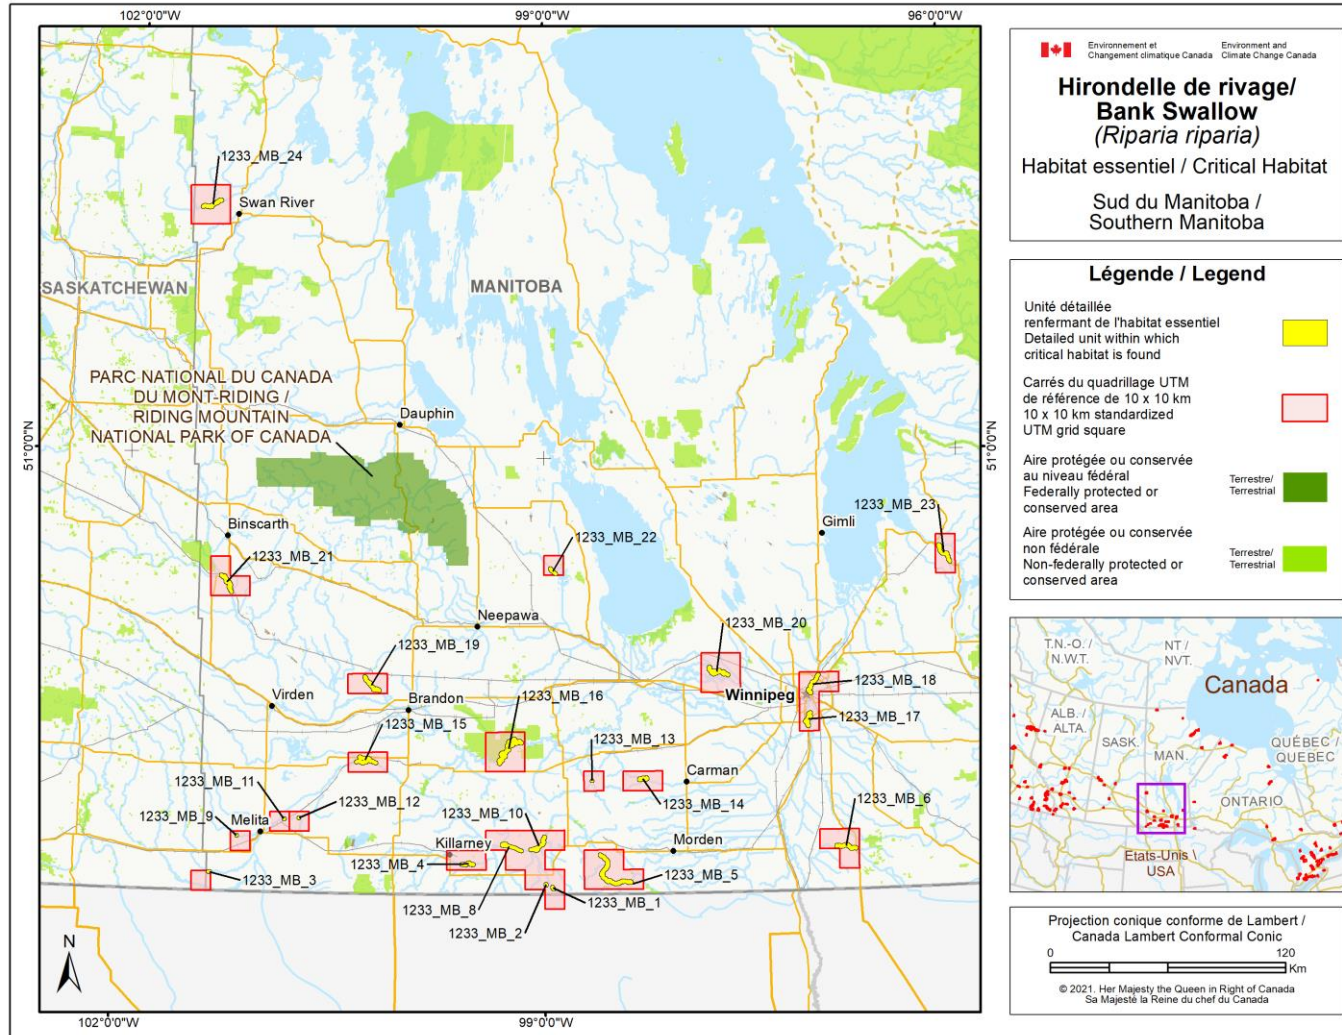 102°0'0"W
99°0'0"W
96°0'0"W
1233_MB_24
Swan River
SASKATCHEWAN
MANITOBA
PARC NATIONAL DU CANADA
DU MONT-RIDING /
RIDING MOUNTAIN
NATIONAL PARK OF CANADA
Dauphin
51°0'0"N
51°0'0"N
1233_MB_23
Binscarth
Gimli
1233_MB_21
1233_MB_22
Neepawa
1233_MB_20
1233_MB_19
Virden
Brandon
1233_MB_16
Winnipeg
1233_MB_18
1233_MB_17
1233_MB_15
1233_MB_13
Carman
1233_MB_11
1233_MB_12
1233_MB_14
1233_MB_6
1233_MB_9
Melita
1233_MB_10
Killarney
Morden
1233_MB_4
1233_MB_3
1233_MB_5
1233_MB_8
1233_MB_1
1233_MB_2
N
102°0'0"W
99°0'0"W
Environnement et
Changement climatique Canada
Environment and
Climate Change Canada
Hirondelle de rivage/
Bank Swallow
(Riparia riparia)
Habitat essentiel / Critical Habitat
Sud du Manitoba /
Southern Manitoba
Légende / Legend
Unité détaillée
renfermant de l'habitat essentiel
Detailed unit within which
critical habitat is found
Carrés du quadrillage UTM
de référence de 10 x 10 km
10 x 10 km standardized
UTM grid square
Aire protégée ou conservée
au niveau fédéral
Federally protected or
conserved area
Terrestre/
Terrestrial
Aire protégée ou conservée
non fédérale
Non-federally protected or
conserved area
Terrestre/
Terrestrial
T.N.-O. /
N.W.T.
NT /
NVT.
Canada
ALB. /
ALTA.
SASK.
MAN.
QUÉBEC /
QUEBEC
ONTARIO
Etats-Unis \
USA
Projection conique conforme de Lambert /
Canada Lambert Conformal Conic
0 120
Km
© 2021. Her Majesty the Queen in Right of Canada
Sa Majesté la Reine du chef du Canada